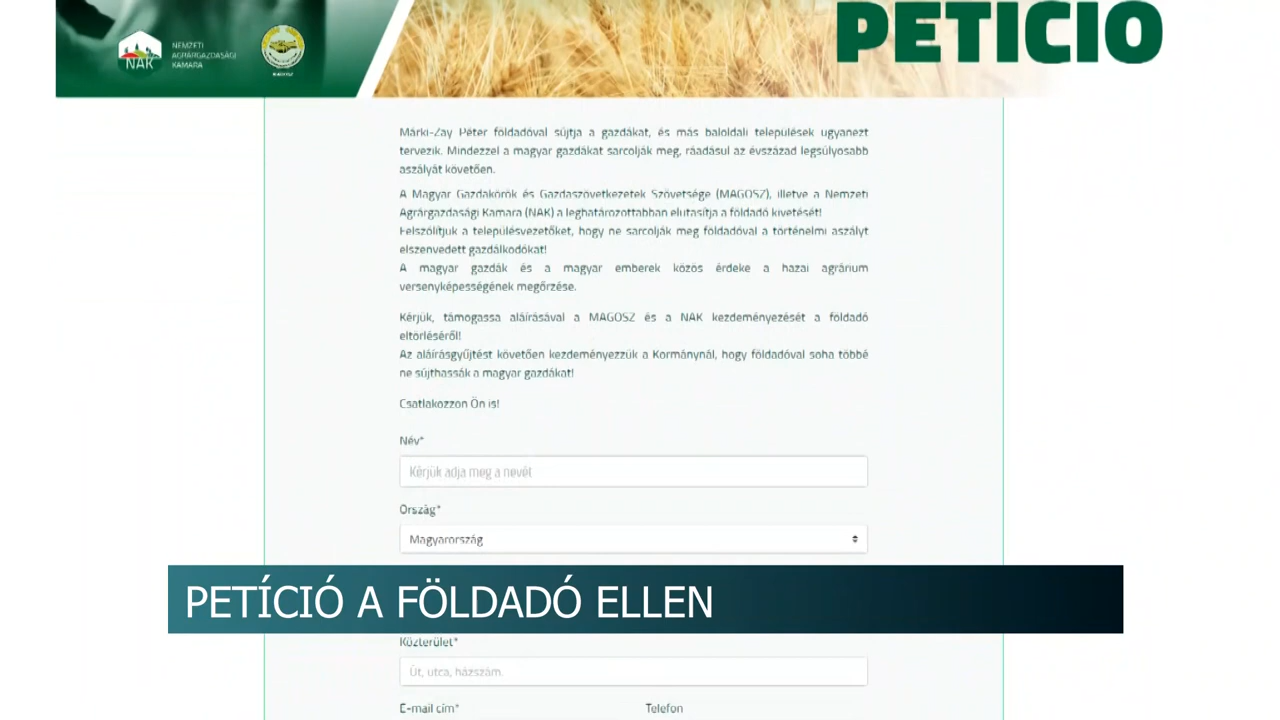 PETÍCIÓ
NAK
NEMZETI
AGRÁRGAZDASÁGI
KAMARA
Márki-Zay Péter földadóval sújtja a gazdákat, és más baloldali települések ugyanezt
tervezik. Mindezzel a magyar gazdákat sarcolják meg, ráadásul az évszázad legsúlyosabb
aszályát követően.
A Magyar Gazdakörök és Gazdaszövetkezetek Szövetsége (MAGOSZ), illetve a Nemzeti
Agrárgazdasági Kamara (NAK) a leghatározottabban elutasítja a földadó kivetését!
Felszólítjuk a településvezetőket, hogy ne sarcolják meg földadóval a történelmi aszályt
elszenvedett gazdálkodókat!
A magyar gazdák és a magyar emberek közös érdeke a hazai agrárium
versenyképességének megőrzése.
Kérjük, támogassa aláírásával a MAGOSZ és a NAK kezdeményezését a földadó
eltörléséről!
Az aláírásgyűjtést követően kezdeményezzük a Kormánynál, hogy földadóval soha többé
ne sújthassák a magyar gazdákat!
Csatlakozzon Ön is!
Név*
Kérjük adja meg a nevét
Ország*
Magyarország
PETÍCIÓ A FÖLDADÓ ELLEN
Közterület*
Út, utca, házszám.
E-mail cím* Telefon